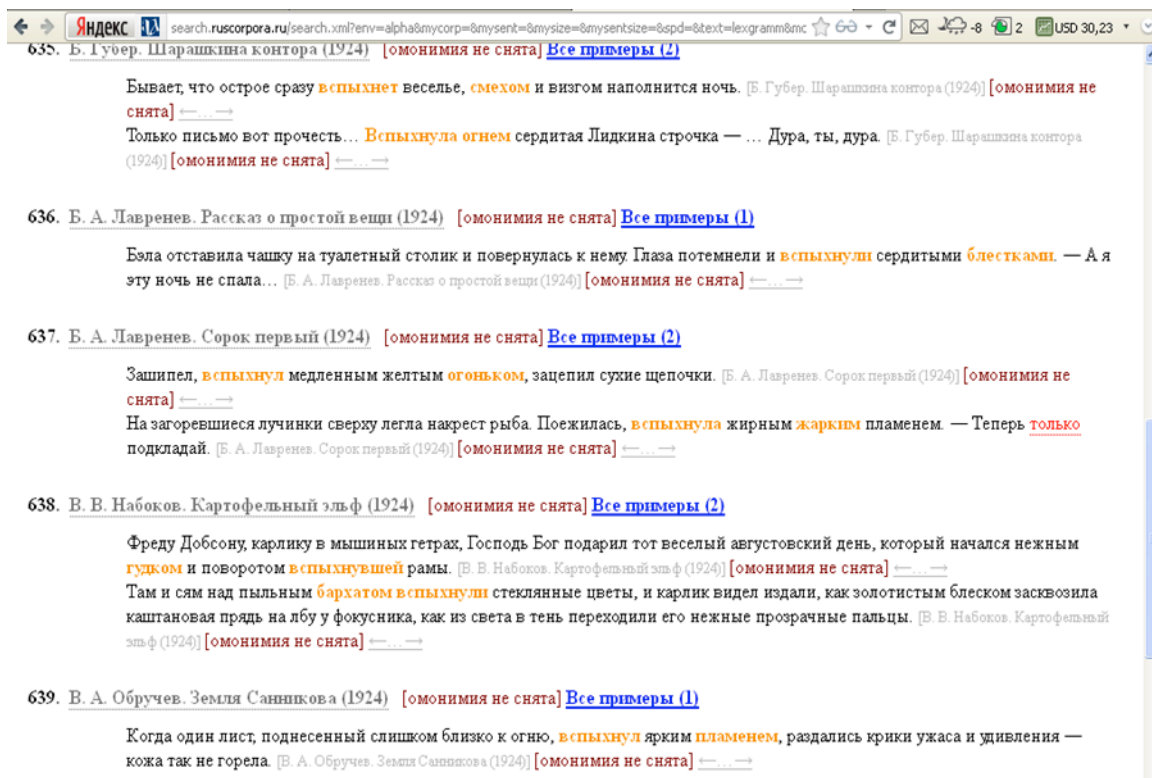 Яндекс search.ruscorpora.ru/search.xml?env=alpha&mycorp=&mysent=&mysize=&mysentsize=&spd=&text=lexgramm&mc -8 2 USD 30,23
635. Б. Губер. Шарашкина контора (1924) [омонимия не снята] Все примеры (2)
Бывает, что острое сразу вспыхнет веселье, смехом и визгом наполнится ночь. [Б. Губер. Шарашкина контора (1924)] [омонимия не
снята] ←…→
Только письмо вот прочесть… Вспыхнула огнем сердитая Лидкина строчка — … Дура, ты, дура. [Б. Губер. Шарашкина контора
(1924)] [омонимия не снята] ←…→
636. Б. А. Лавренев. Рассказ о простой вещи (1924) [омонимия не снята] Все примеры (1)
Бэла отставила чашку на туалетный столик и повернулась к нему. Глаза потемнели и вспыхнули сердитыми блестками. — А я
эту ночь не спала… [Б. А. Лавренев. Рассказ о простой вещи (1924)] [омонимия не снята] ←…→
637. Б. А. Лавренев. Сорок первый (1924) [омонимия не снята] Все примеры (2)
Зашипел, вспыхнул медленным желтым огоньком, зацепил сухие щепочки. [Б. А. Лавренев. Сорок первый (1924)] [омонимия не
снята] ←…→
На загоревшиеся лучинки сверху легла накрест рыба. Поежилась, вспыхнула жирным жарким пламенем. — Теперь только
подкладай. [Б. А. Лавренев. Сорок первый (1924)] [омонимия не снята] ←…→
638. В. В. Набоков. Картофельный эльф (1924) [омонимия не снята] Все примеры (2)
Фреду Добсону, карлику в мышиных гетрах, Господь Бог подарил тот веселый августовский день, который начался нежным
гудком и поворотом вспыхнувшей рамы. [В. В. Набоков. Картофельный эльф (1924)] [омонимия не снята] ←…→
Там и сям над пыльным бархатом вспыхнули стеклянные цветы, и карлик видел издали, как золотистым блеском засквозила
каштановая прядь на лбу у фокусника, как из света в тень переходили его нежные прозрачные пальцы. [В. В. Набоков. Картофельный
эльф (1924)] [омонимия не снята] ←…→
639. В. А. Обручев. Земля Санникова (1924) [омонимия не снята] Все примеры (1)
Когда один лист, поднесенный слишком близко к огню, вспыхнул ярким пламенем, раздались крики ужаса и удивления —
кожа так не горела. [В. А. Обручев. Земля Санникова (1924)] [омонимия не снята] ←…→